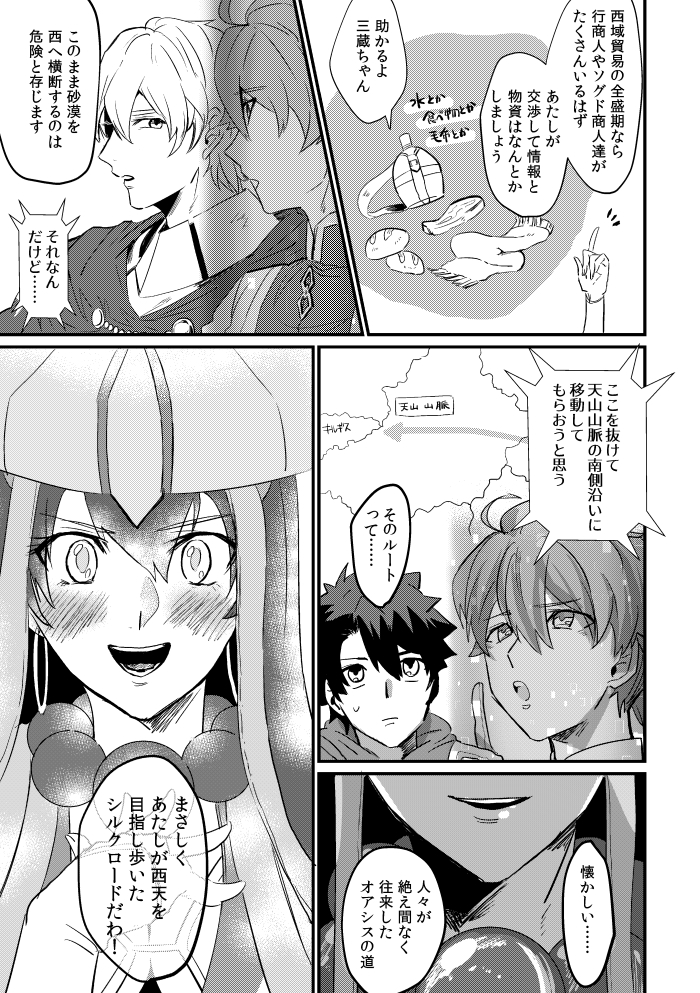 西域貿易の全盛期なら
行商人やソグド商人達が
たくさんいるはず
あたしが
交渉して情報と
物資はなんとか
しましょう
水とか
食べものとか
毛布とか
助かるよ
三蔵ちゃん
このまま砂漠を
西へ横断するのは
危険と存じます
それなん
だけど……
ここを抜けて
天山山脈の南側沿いに
移動して
もらおうと思う
天山山脈
キルギス
そのルート
って……
懐かしい……
人々が
絶え間なく
往来した
オアシスの道
まさしく
あたしが西天を
目指し歩いた
シルクロードだわ！